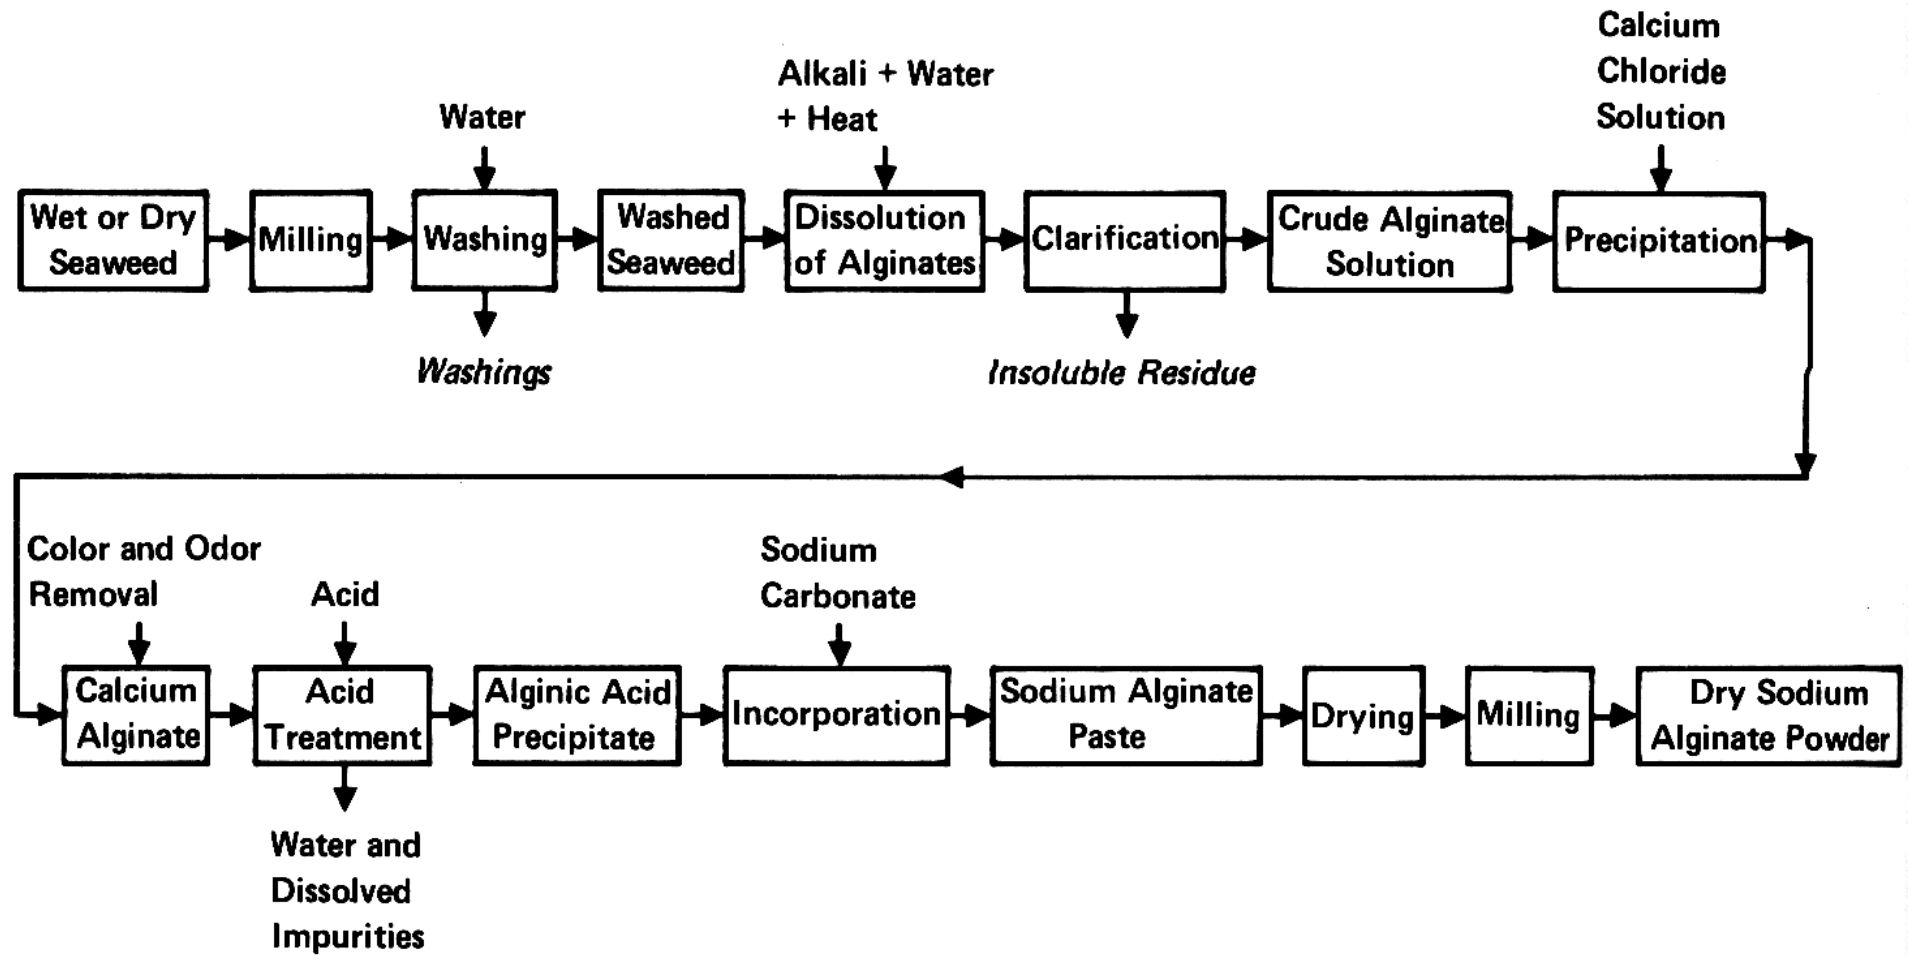 Calcium
Chloride
Solution
Alkali + Water
+ Heat
Water
Wet or Dry
Seaweed
Milling
Washing
Washed
Seaweed
Dissolution
of Alginates
Clarification
Crude Alginate
Solution
Precipitation
Washings
Insoluble Residue
Color and Odor
Removal
Acid
Sodium
Carbonate
Calcium
Alginate
Acid
Treatment
Alginic Acid
Precipitate
Incorporation
Sodium Alginate
Paste
Drying
Milling
Dry Sodium
Alginate Powder
Water and
Dissolved
Impurities